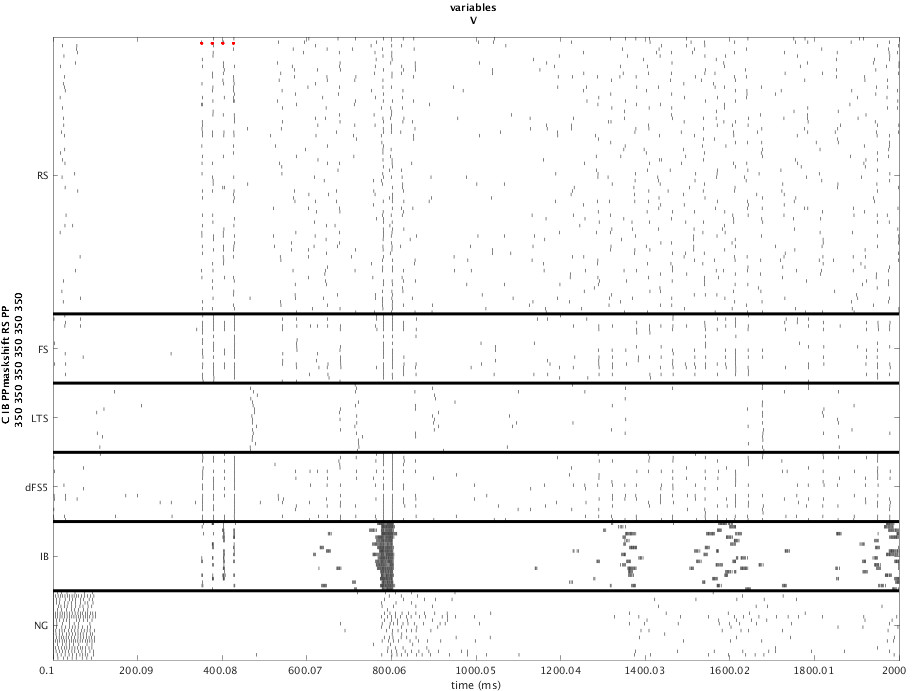 variables
V
RS
FS
LTS
dFS5
IB
NG
C IB PPmaskshift RS PP
350 350 350 350 350 350
0.1 200.09 400.08 600.07 800.06 1000.05 1200.04 1400.03 1600.02 1800.01 2000
time (ms)